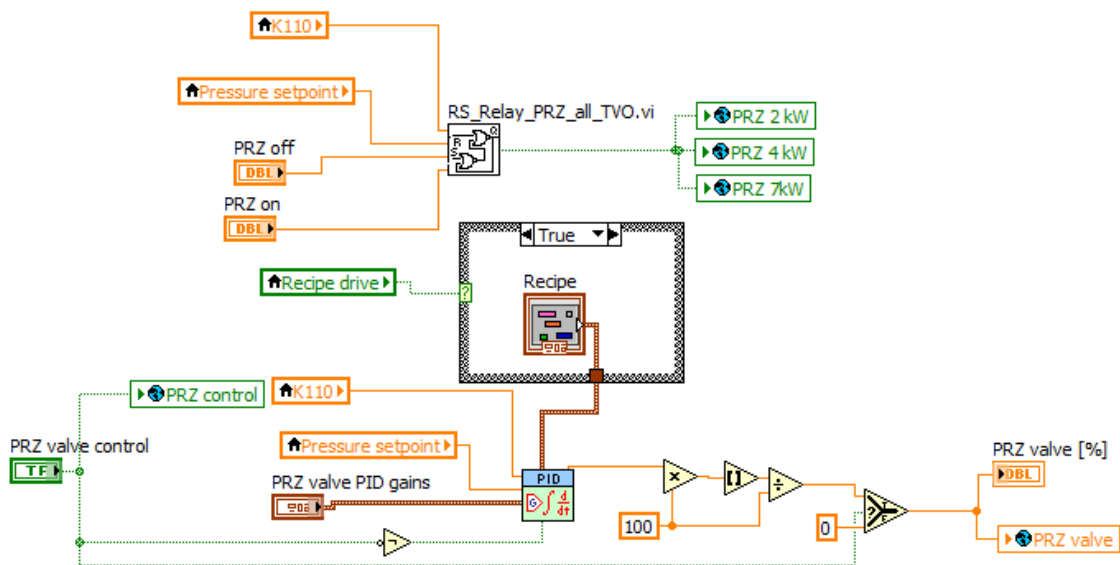 K110
Pressure setpoint
RS_Relay_PRZ_all_TVO.vi
R
S
Q
PRZ off
DBL
PRZ on
DBL
PRZ 2 kW
PRZ 4 kW
PRZ 7kW
True
Recipe drive
?
Recipe
PRZ control
K110
PRZ valve control
TF
Pressure setpoint
PRZ valve PID gains
PID
G
d
dt
100
0
?
PRZ valve [%]
DBL
PRZ valve